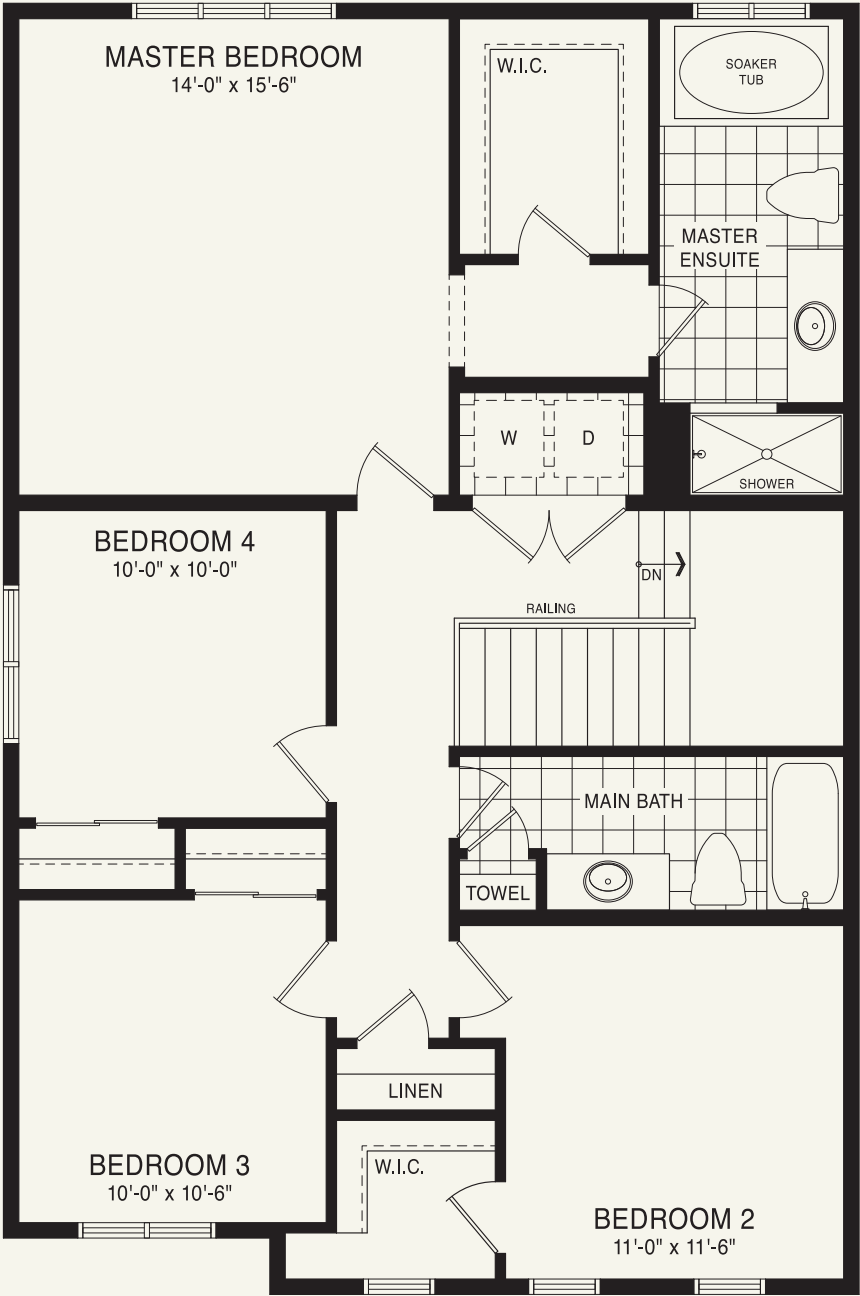 MASTER BEDROOM
14'-0" x 15'-6"
W.I.C.
SOAKER
TUB
MASTER
ENSUITE
W
D
SHOWER
BEDROOM 4
10'-0" x 10'-0"
DN
RAILING
MAIN BATH
TOWEL
LINEN
BEDROOM 3
10'-0" x 10'-6"
W.I.C.
BEDROOM 2
11'-0" x 11'-6"